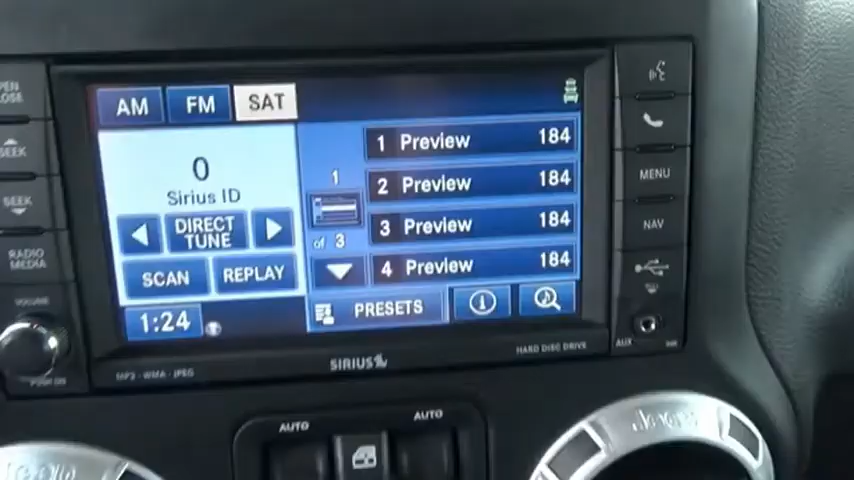 OPEN
CLOSE
SEEK
SEEK
RADIO
MEDIA
VOLUME
PUSH ON
AM
FM
SAT
0
Sirius ID
DIRECT
TUNE
SCAN
REPLAY
1:24
1
of 3
1 Preview 184
2 Preview 184
3 Preview 184
4 Preview 184
PRESETS
MP3 - WMA - JPEG
SIRIUS
HARD DISC DRIVE
MENU
NAV
AUX
AUTO
AUTO
Jeep
Jeep